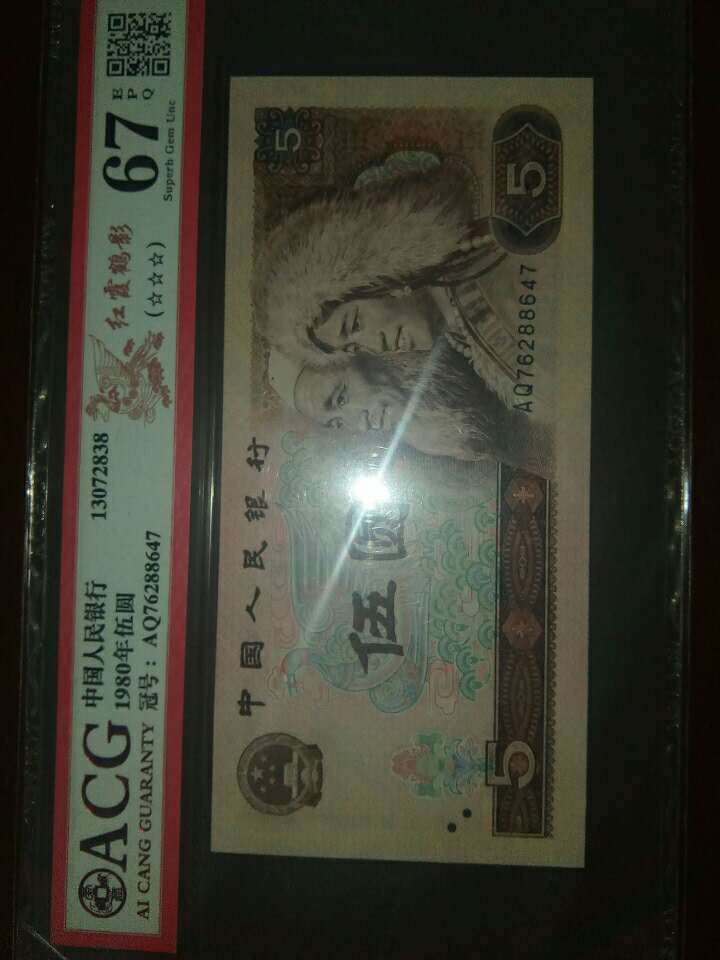 ACG
AI CANG GUARANTY
中国人民银行
1980年伍圆
冠号：AQ76288647
13072838
红霞鹤影
(☆☆☆)
67
EPQ
Superb Gem Unc
中国人民银行
伍圆
5
5
5
AQ76288647